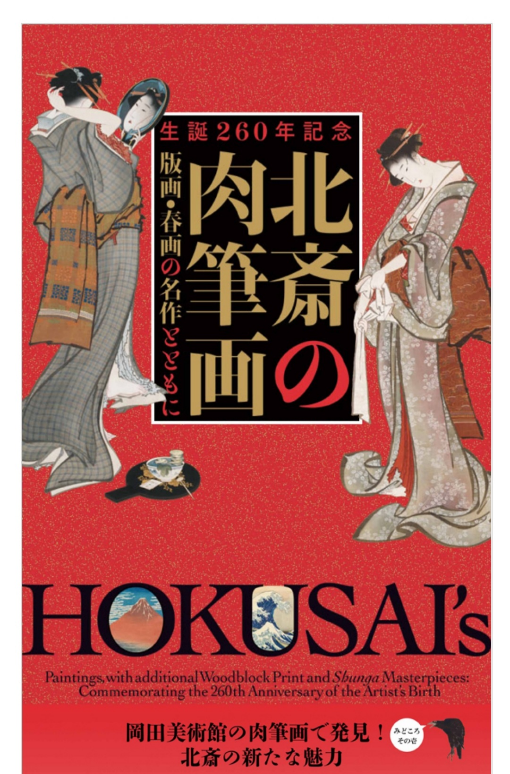 生誕260年記念
北斎の
肉筆画
版画・春画の名作とともに
HOKUSAI's
Paintings, with additional Woodblock Print and Shunga Masterpieces:
Commemorating the 260th Anniversary of the Artist's Birth
岡田美術館の肉筆画で発見！
北斎の新たな魅力
みどころ
その壱